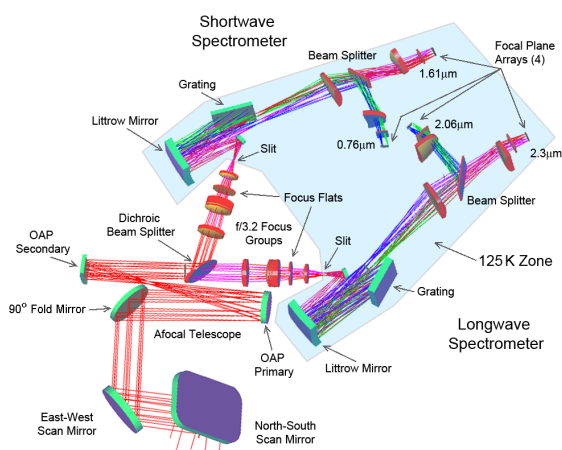 Shortwave
Spectrometer
Beam Splitter
Focal Plane
Arrays (4)
1.61µm
Grating
2.06µm
Littrow Mirror
0.76µm
2.3µm
Slit
Focus Flats
Beam Splitter
Dichroic
Beam Splitter
f/3.2 Focus
Groups
OAP
Secondary
Slit
125 K Zone
90° Fold Mirror
Grating
Afocal Telescope
OAP
Primary
Longwave
Spectrometer
Littrow Mirror
East-West
Scan Mirror
North-South
Scan Mirror